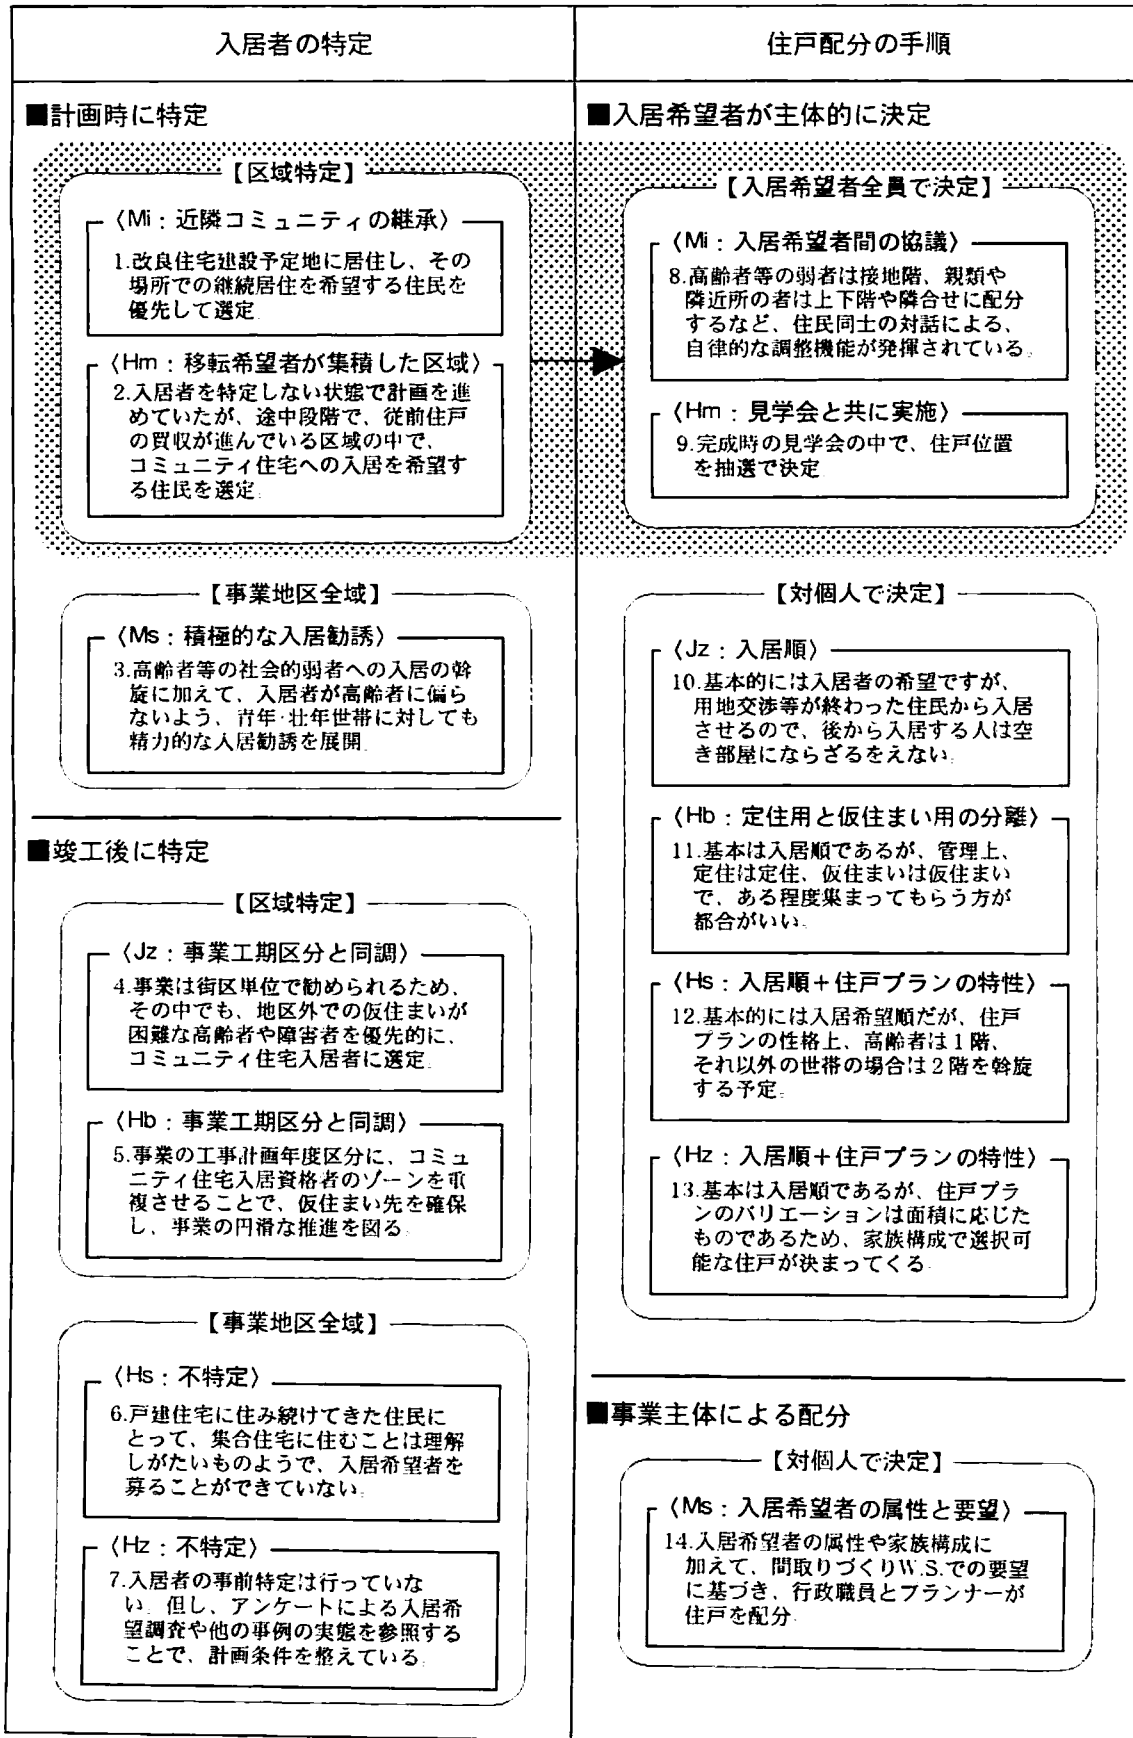 入居者の特定
住戸配分の手順
■計画時に特定
【区域特定】
〈Mi：近隣コミュニティの継承〉
1.改良住宅建設予定地に居住し、その
場所での継続居住を希望する住民を
優先して選定.
〈Hm：移転希望者が集積した区域〉
2.入居者を特定しない状態で計画を進
めていたが、途中段階で、従前住戸
の買収が進んでいる区域の中で、
コミュニティ住宅への入居を希望す
る住民を選定.
【事業地区全域】
〈Ms：積極的な入居勧誘〉
3.高齢者等の社会的弱者への入居の斡
旋に加えて、入居者が高齢者に偏ら
ないよう、青年・壮年世帯に対しても
精力的な入居勧誘を展開.
■竣工後に特定
【区域特定】
〈Jz：事業工期区分と同調〉
4.事業は街区単位で勧められるため、
その中でも、地区外での仮住まいが
困難な高齢者や障害者を優先的に、
コミュニティ住宅入居者に選定.
〈Hb：事業工期区分と同調〉
5.事業の工事計画年度区分に、コミュ
ニティ住宅入居資格者のゾーンを重
複させることで、仮住まい先を確保
し、事業の円滑な推進を図る.
【事業地区全域】
〈Hs：不特定〉
6.戸建住宅に住み続けてきた住民に
とって、集合住宅に住むことは理解
しがたいものようで、入居希望者を
募ることができていない.
〈Hz：不特定〉
7.入居者の事前特定は行っていな
い. 但し、アンケートによる入居希
望調査や他の事例の実態を参照する
ことで、計画条件を整えている.
■入居希望者が主体的に決定
【入居希望者全員で決定】
〈Mi：入居希望者間の協議〉
8.高齢者等の弱者は接地階、親類や
隣近所の者は上下階や隣合せに配分
するなど、住民同士の対話による、
自律的な調整機能が発揮されている.
〈Hm：見学会と共に実施〉
9.完成時の見学会の中で、住戸位置
を抽選で決定.
【対個人で決定】
〈Jz：入居順〉
10.基本的には入居者の希望ですが、
用地交渉等が終わった住民から入居
させるので、後から入居する人は空
き部屋にならざるをえない.
〈Hb：定住用と仮住まい用の分離〉
11.基本は入居順であるが、管理上、
定住は定住、仮住まいは仮住まい
で、ある程度集まってもらう方が
都合がいい.
〈Hs：入居順＋住戸プランの特性〉
12.基本的には入居希望順だが、住戸
プランの性格上、高齢者は１階、
それ以外の世帯の場合は２階を斡旋
する予定.
〈Hz：入居順＋住戸プランの特性〉
13.基本は入居順であるが、住戸プラ
ンのバリエーションは面積に応じた
ものであるため、家族構成で選択可
能な住戸が決まってくる.
■事業主体による配分
【対個人で決定】
〈Ms：入居希望者の属性と要望〉
14.入居希望者の属性や家族構成に
加えて、間取りづくりW.S.での要望
に基づき、行政職員とプランナーが
住戸を配分.